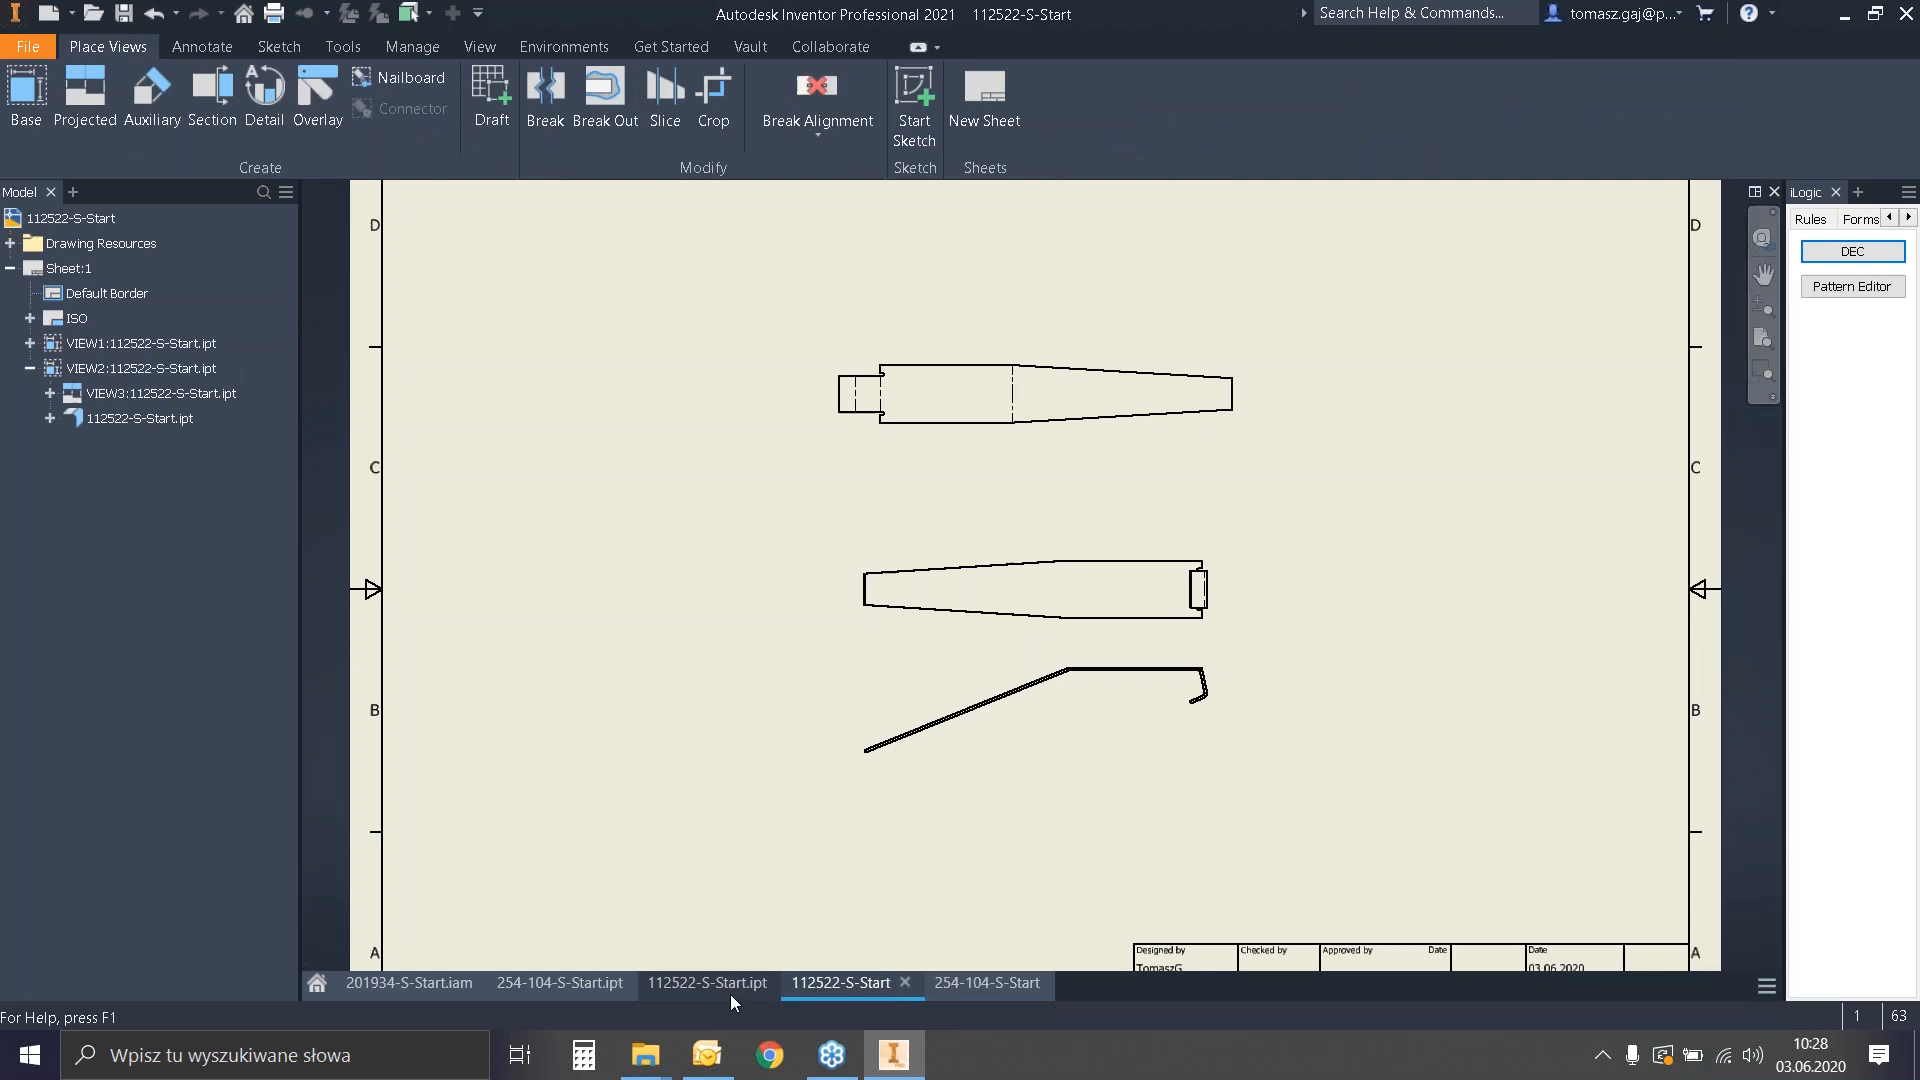 Autodesk Inventor Professional 2021 112522-S-Start
Search Help & Commands...
tomasz.gaj@p...
File
Place Views
Annotate
Sketch
Tools
Manage
View
Environments
Get Started
Vault
Collaborate
Base
Projected
Auxiliary
Section
Detail
Overlay
Nailboard
Connector
Draft
Break
Break Out
Slice
Crop
Break Alignment
Start
Sketch
New Sheet
Create
Modify
Sketch
Sheets
Model
112522-S-Start
Drawing Resources
Sheet:1
Default Border
ISO
VIEW1:112522-S-Start.ipt
VIEW2:112522-S-Start.ipt
VIEW3:112522-S-Start.ipt
112522-S-Start.ipt
D
D
C
C
B
B
A
A
Designed by
Checked by
Approved by
Date
Date
TomaszG
03.06.2020
iLogic
Rules
Forms
DEC
Pattern Editor
201934-S-Start.iam
254-104-S-Start.ipt
112522-S-Start.ipt
112522-S-Start
254-104-S-Start
For Help, press F1
1
63
Wpisz tu wyszukiwane słowa
10:28
03.06.2020